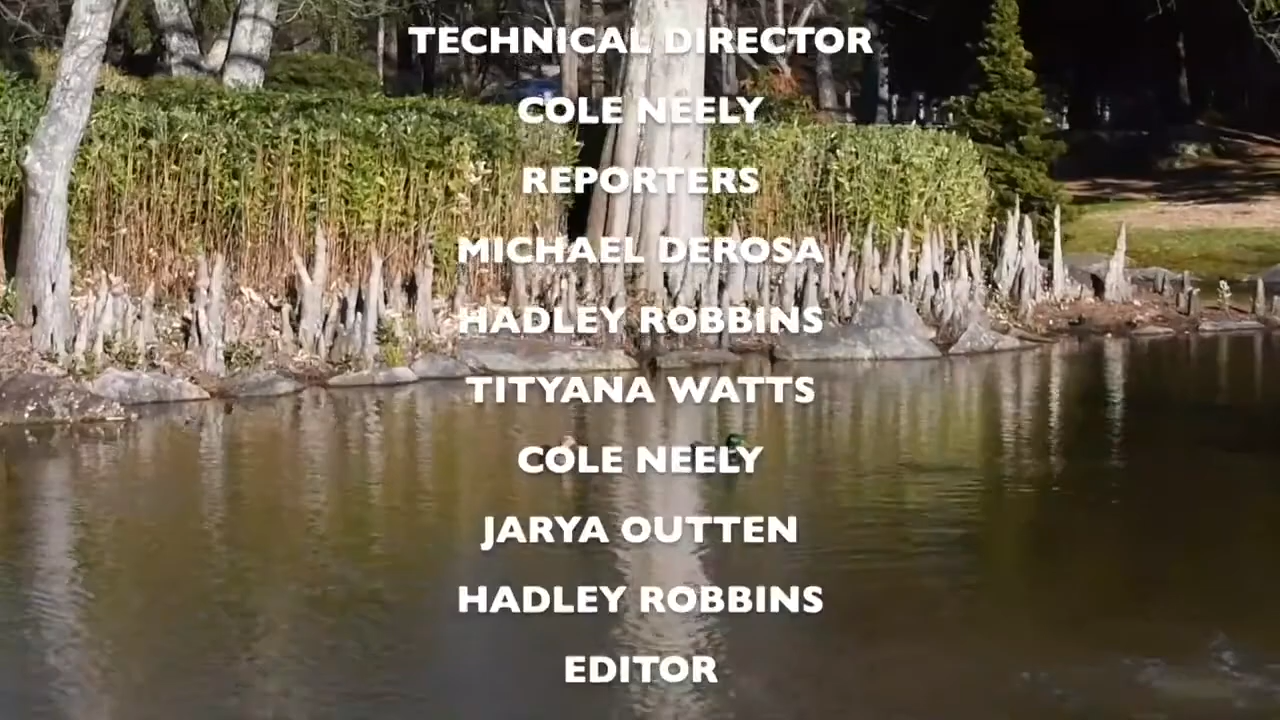 TECHNICAL DIRECTOR
COLE NEELY
REPORTERS
MICHAEL DEROSA
HADLEY ROBBINS
TITYANA WATTS
COLE NEELY
JARYA OUTTEN
HADLEY ROBBINS
EDITOR